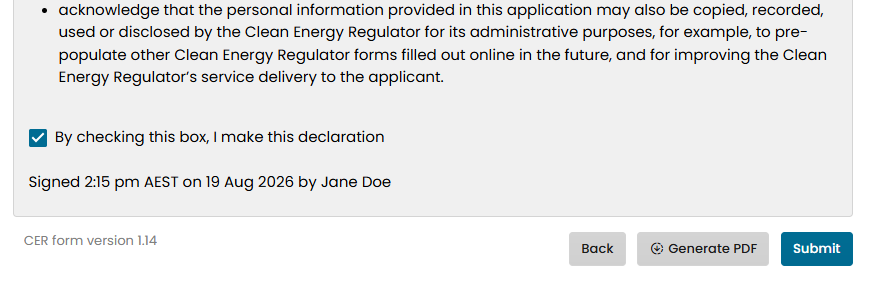 • acknowledge that the personal information provided in this application may also be copied, recorded,
used or disclosed by the Clean Energy Regulator for its administrative purposes, for example, to pre-
populate other Clean Energy Regulator forms filled out online in the future, and for improving the Clean
Energy Regulator’s service delivery to the applicant.
By checking this box, I make this declaration
Signed 2:15 pm AEST on 19 Aug 2026 by Jane Doe
CER form version 1.14
Back
Generate PDF
Submit